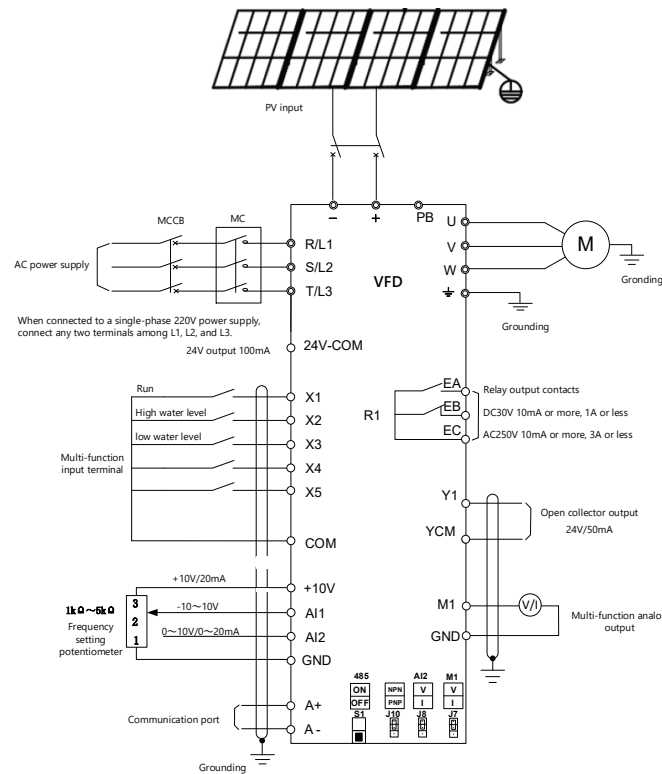 PV input
− + PB
MCCB MC
AC power supply
R/L1
S/L2
T/L3
VFD
U
V
W
M
Gronding
Grounding
When connected to a single-phase 220V power supply,
connect any two terminals among L1, L2, and L3.
24V output 100mA
24V-COM
Run
X1
High water level
X2
low water level
X3
Multi-function
input terminal
X4
X5
COM
R1
EA
EB
EC
Relay output contacts
DC30V 10mA or more, 1A or less
AC250V 10mA or more, 3A or less
Y1
YCM
Open collector output
24V/50mA
+10V/20mA
+10V
1kΩ～5kΩ
Frequency
setting
potentiometer
3
2
1
-10～10V
AI1
0～10V/0～20mA
AI2
GND
M1
V/I
GND
Multi-function analo
output
485 AI2 M1
ON NPN V V
OFF PNP I I
S1 J10 J8 J7
Communication port
A+
A -
Grounding